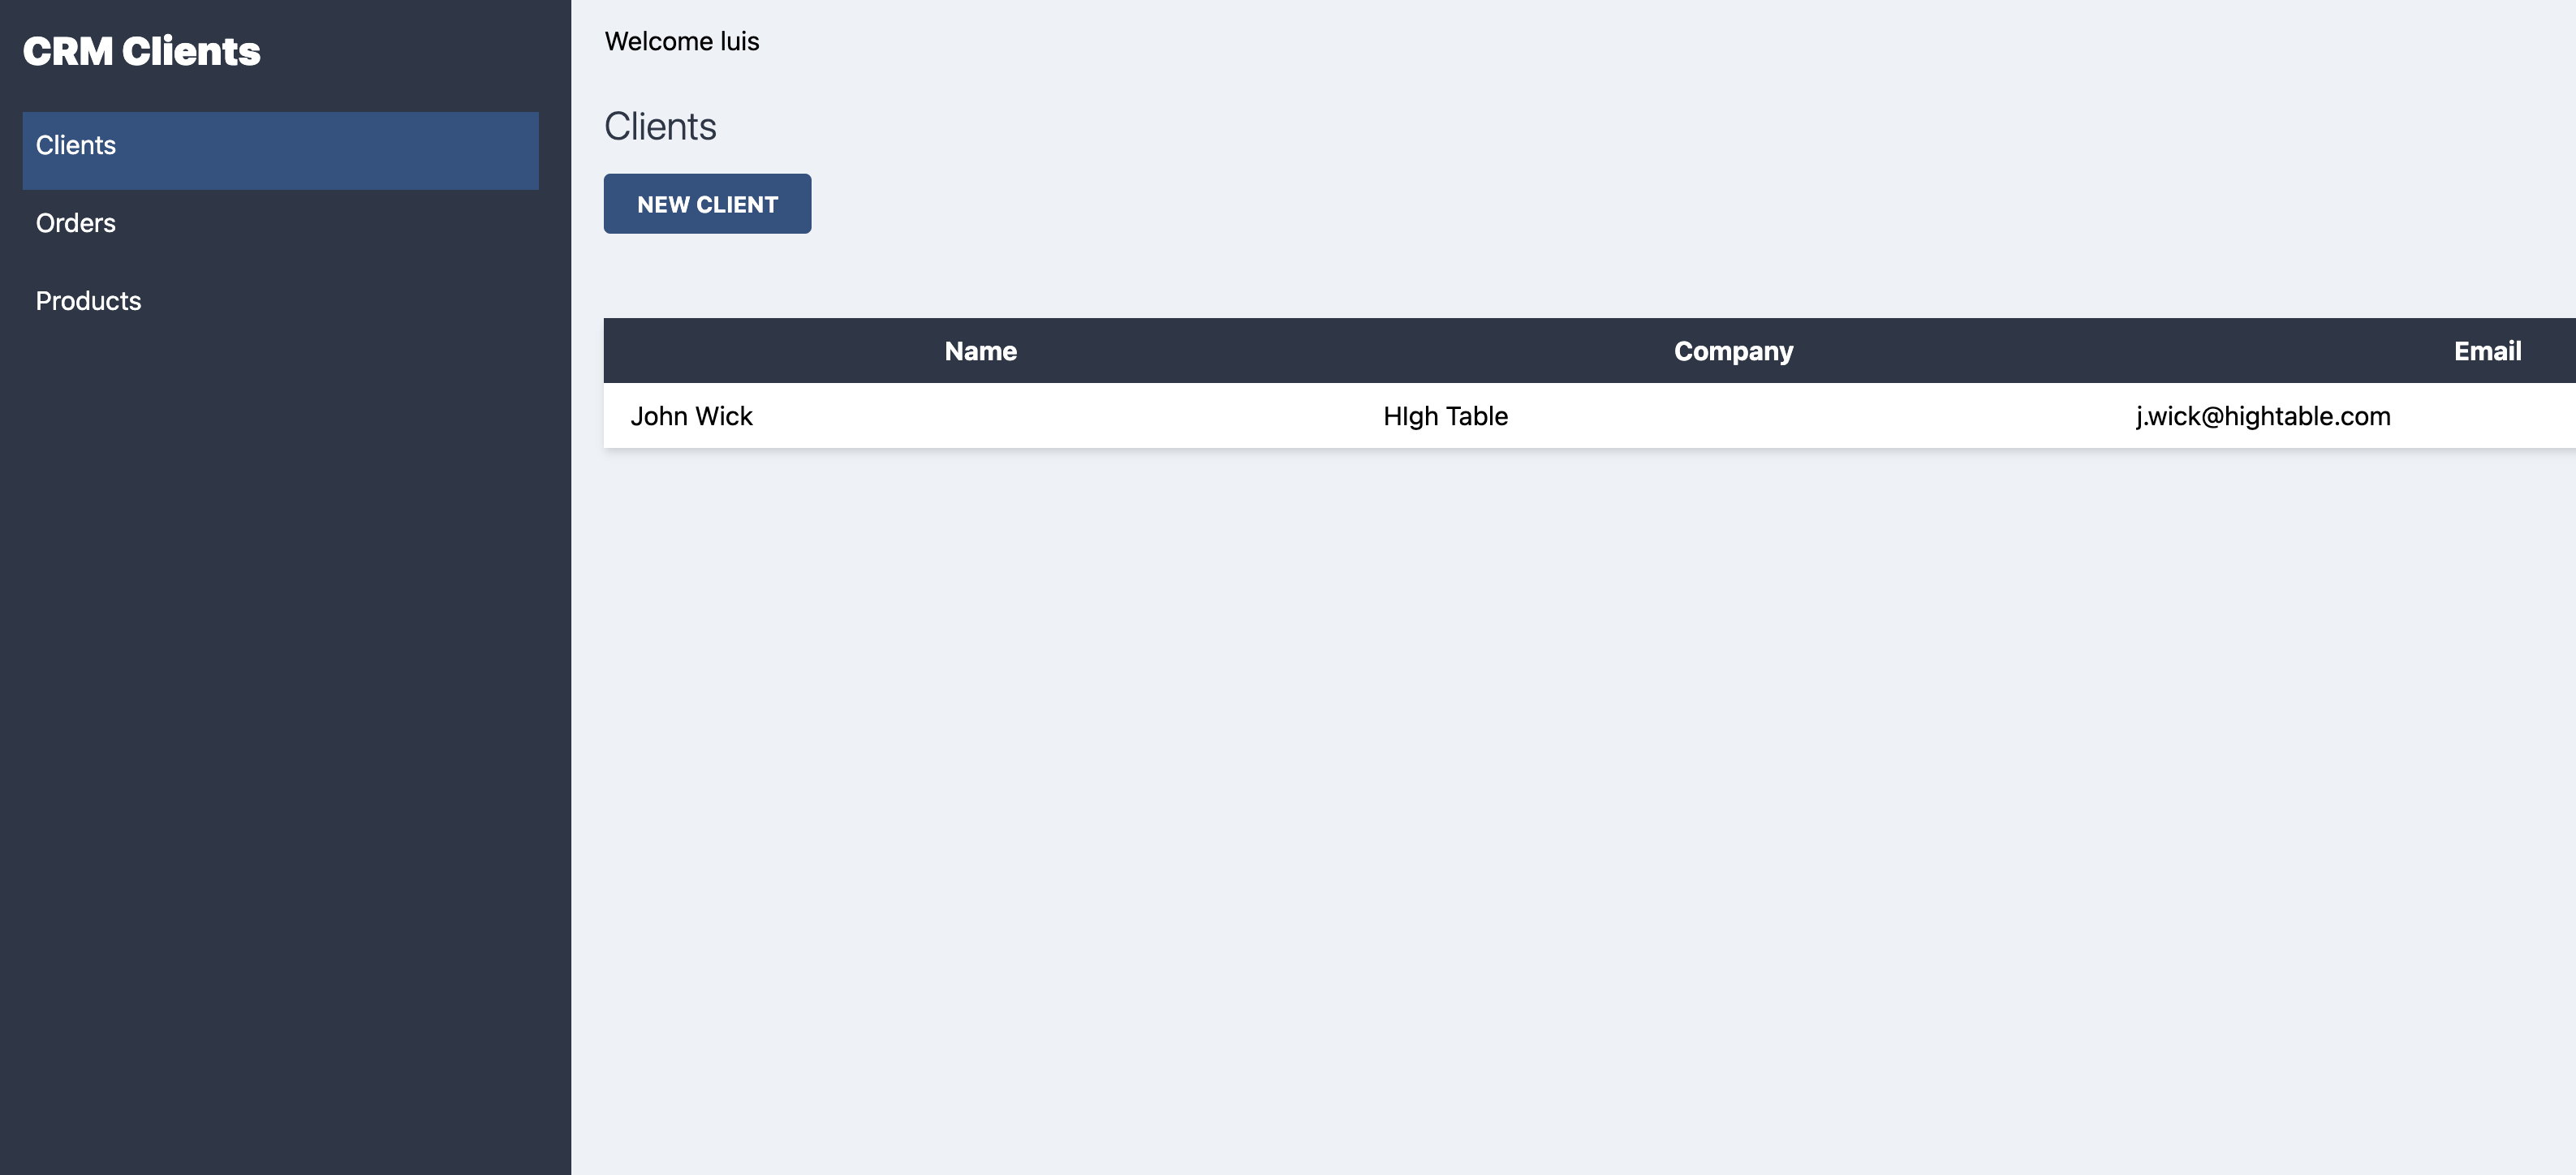 CRM Clients
Clients
Orders
Products
Welcome luis
Clients
NEW CLIENT
Name Company Email
John Wick HIgh Table j.wick@hightable.com